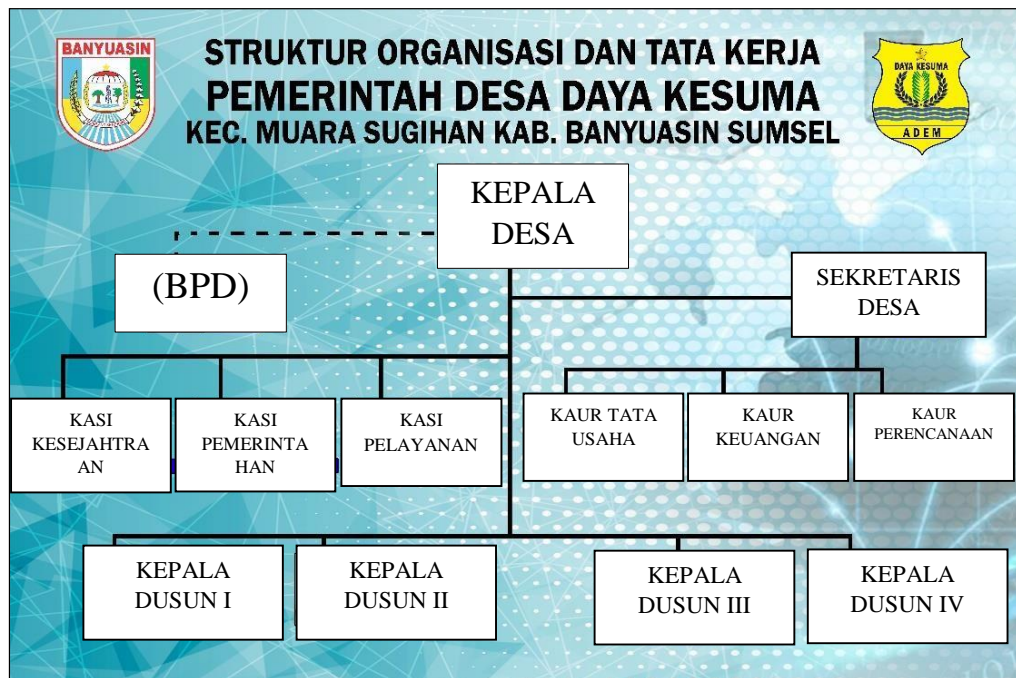 BANYUASIN
STRUKTUR ORGANISASI DAN TATA KERJA
PEMERINTAH DESA DAYA KESUMA
KEC. MUARA SUGIHAN KAB. BANYUASIN SUMSEL
DAYA KESUMA
ADEM
KEPALA
DESA
(BPD)
SEKRETARIS
DESA
KASI
KESEJAHTRA
AN
KASI
PEMERINTA
HAN
KASI
PELAYANAN
KAUR TATA
USAHA
KAUR
KEUANGAN
KAUR
PERENCANAAN
KEPALA
DUSUN I
KEPALA
DUSUN II
KEPALA
DUSUN III
KEPALA
DUSUN IV